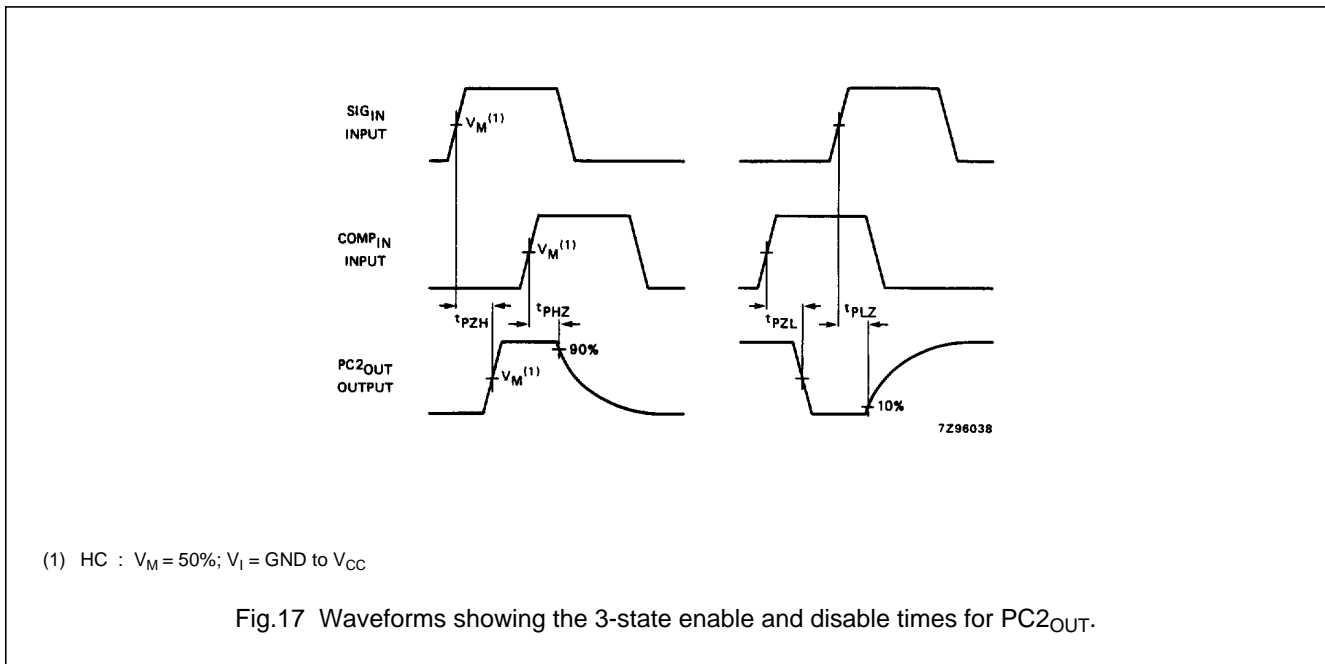 SIGIN
INPUT
VM(1)
COMPIN
INPUT
VM(1)
tPZH
tPHZ
tPZL
tPLZ
PC2OUT
OUTPUT
VM(1)
90%
10%
7Z96038
(1) HC : VM = 50%; VI = GND to VCC
Fig.17 Waveforms showing the 3-state enable and disable times for PC2OUT.